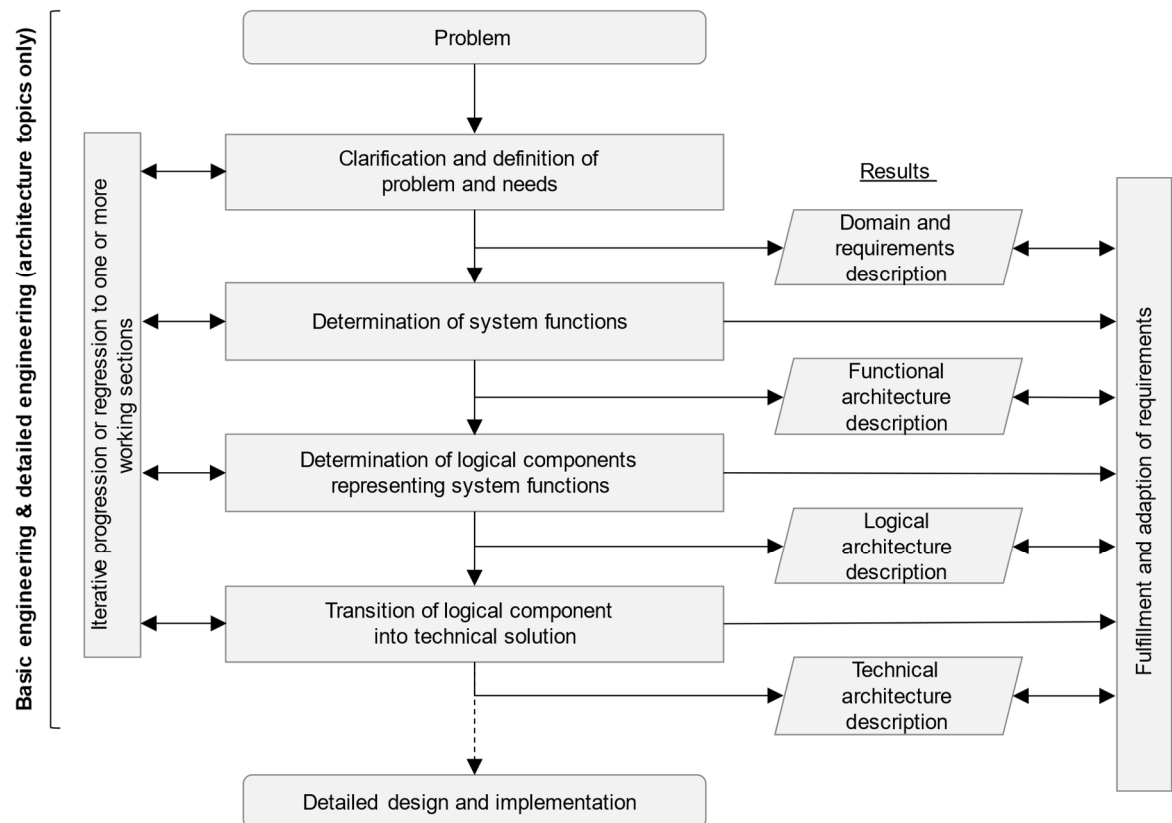 Basic engineering & detailed engineering (architecture topics only)
Problem
Iterative progression or regression to one or more
working sections
Clarification and definition of
problem and needs
Results
Domain and
requirements
description
Determination of system functions
Functional
architecture
description
Determination of logical components
representing system functions
Logical
architecture
description
Transition of logical component
into technical solution
Technical
architecture
description
Fulfillment and adaption of requirements
Detailed design and implementation